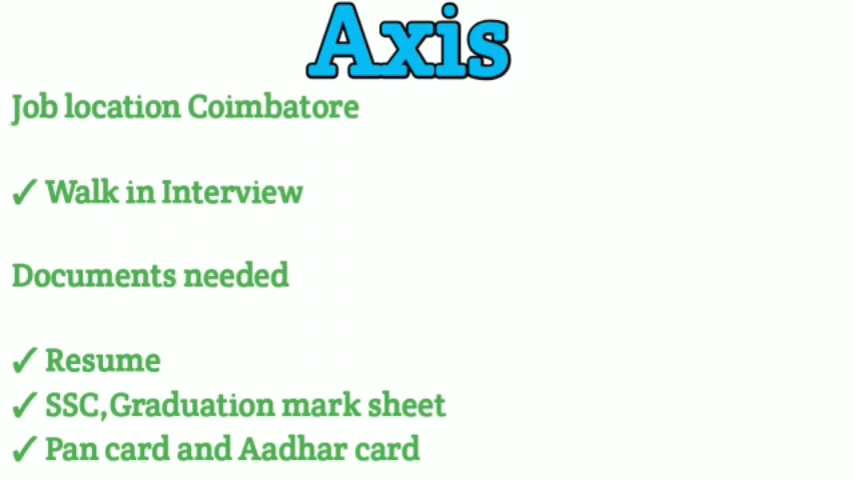 Axis
Job location Coimbatore
✓ Walk in Interview
Documents needed
✓ Resume
✓ SSC,Graduation mark sheet
✓ Pan card and Aadhar card